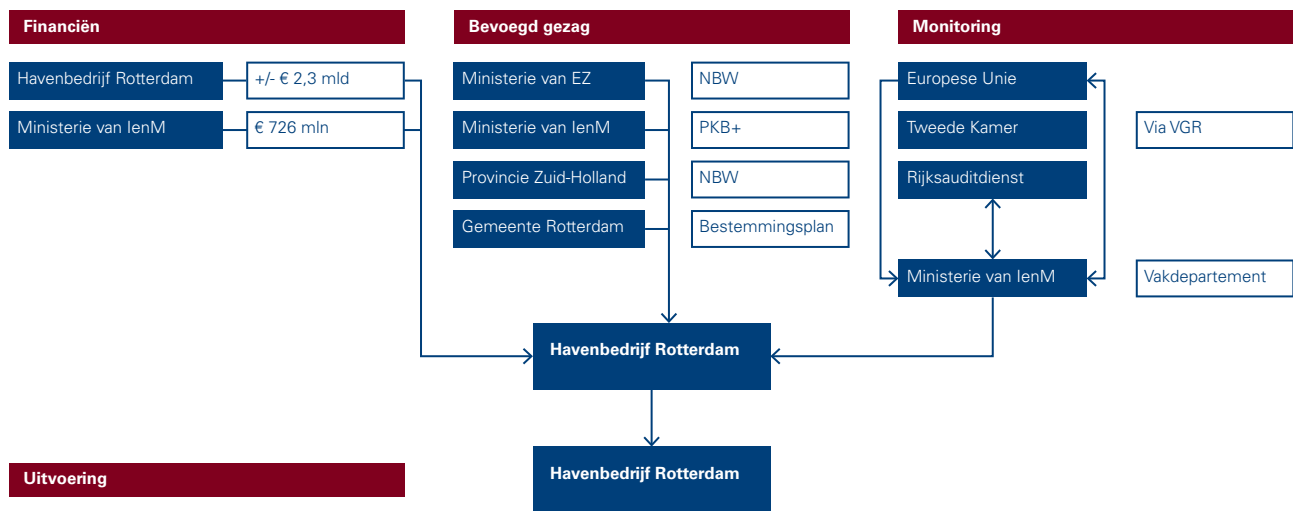 Financiën
Havenbedrijf Rotterdam
+/- € 2,3 mld
Ministerie van IenM
€ 726 mln
Bevoegd gezag
Ministerie van EZ
NBW
Ministerie van IenM
PKB+
Provincie Zuid-Holland
NBW
Gemeente Rotterdam
Bestemmingsplan
Monitoring
Europese Unie
Tweede Kamer
Via VGR
Rijksauditdienst
Ministerie van IenM
Vakdepartement
Havenbedrijf Rotterdam
Uitvoering
Havenbedrijf Rotterdam